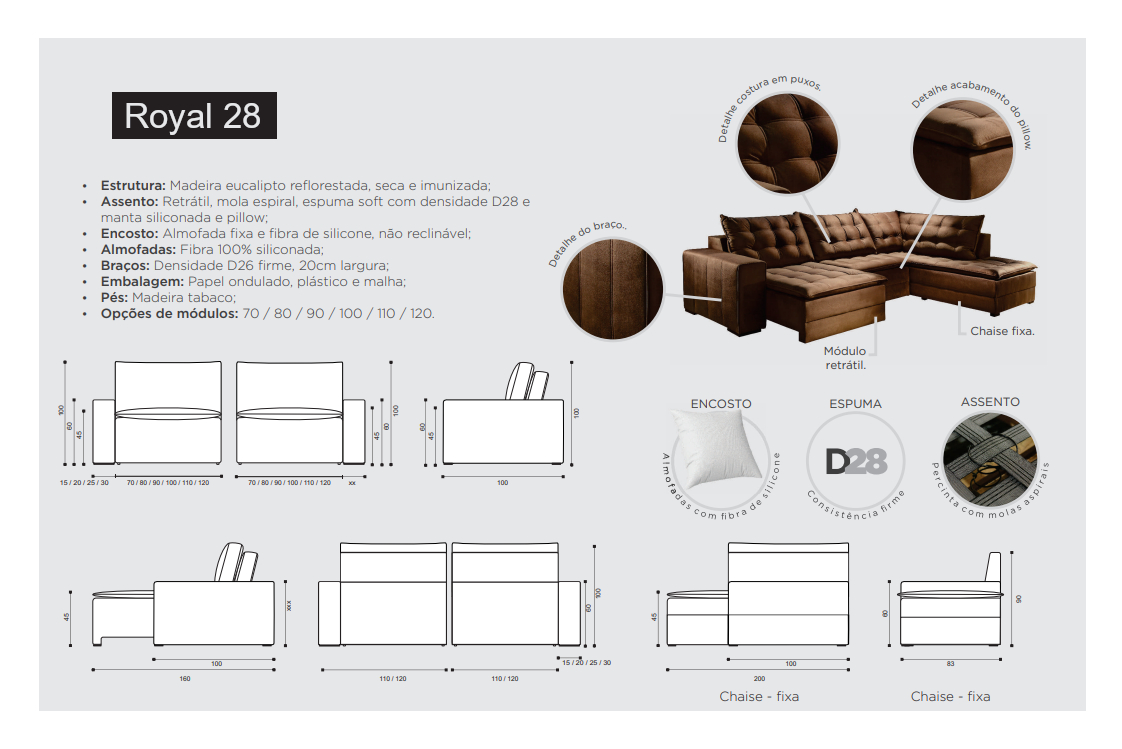 Royal 28
• Estrutura: Madeira eucalipto reflorestada, seca e imunizada;
• Assento: Retrátil, mola espiral, espuma soft com densidade D28 e
manta siliconada e pillow;
• Encosto: Almofada fixa e fibra de silicone, não reclinável;
• Almofadas: Fibra 100% siliconada;
• Braços: Densidade D26 firme, 20cm largura;
• Embalagem: Papel ondulado, plástico e malha;
• Pés: Madeira tabaco;
• Opções de módulos: 70 / 80 / 90 / 100 / 110 / 120.
Detalhe costura em puxos.
Detalhe acabamento do pillow.
Detalhe do braço..
Chaise fixa.
Módulo
retrátil.
100
60
45
15 / 20 / 25 / 30
70 / 80 / 90 / 100 / 110 / 120
70 / 80 / 90 / 100 / 110 / 120
xx
45
60
100
60
45
100
100
ENCOSTO
Almofadas com fibra de silicone
ESPUMA
D28
Consistência firme
ASSENTO
Percinta com molas aspirais
45
xxx
100
160
110 / 120
110 / 120
60
100
15 / 20 / 25 / 30
45
100
200
Chaise - fixa
60
90
83
Chaise - fixa